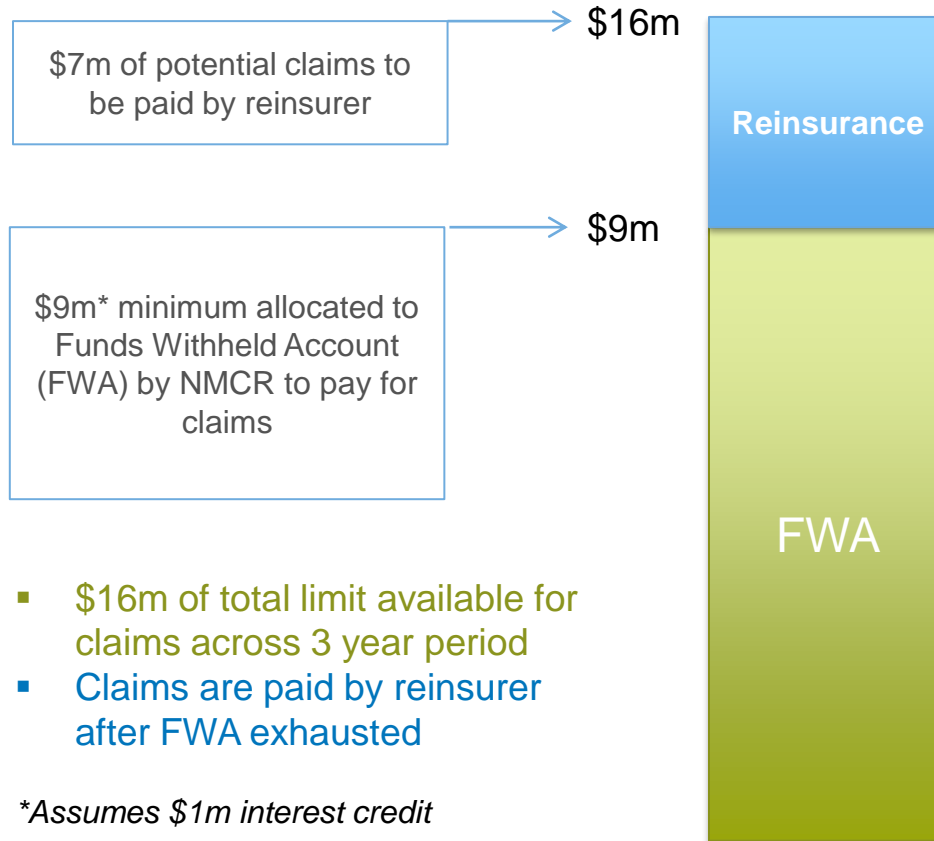 $7m of potential claims to
be paid by reinsurer
$16m
Reinsurance
$9m
$9m* minimum allocated to
Funds Withheld Account
(FWA) by NMCR to pay for
claims
FWA
▪ $16m of total limit available for
claims across 3 year period
▪ Claims are paid by reinsurer
after FWA exhausted
*Assumes $1m interest credit